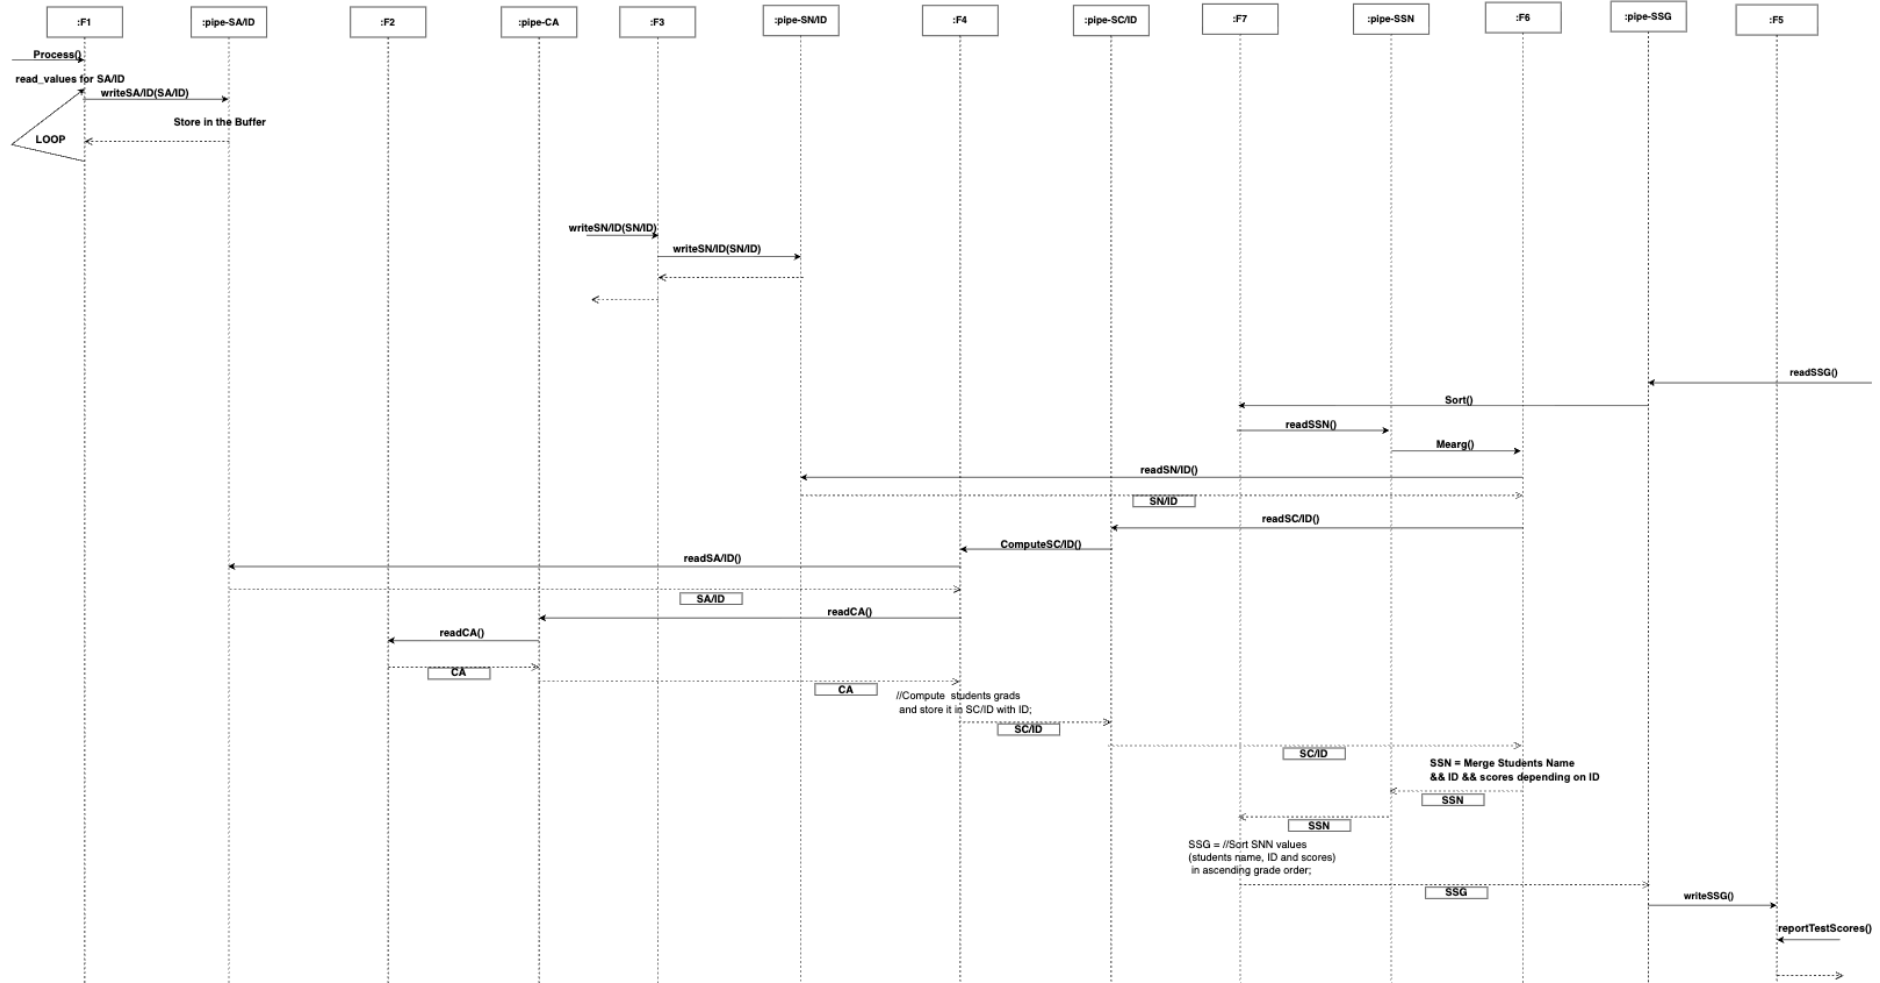 :F1
:pipe-SA/ID
:F2
:pipe-CA
:F3
:pipe-SN/ID
:F4
:pipe-SC/ID
:F7
:pipe-SSN
:F6
:pipe-SSG
:F5
Process()
read_values for SA/ID
writeSA/ID(SA/ID)
Store in the Buffer
LOOP
writeSN/ID(SN/ID)
writeSN/ID(SN/ID)
readSSG()
Sort()
readSSN()
Mearg()
readSN/ID()
SN/ID
readSC/ID()
ComputeSC/ID()
readSA/ID()
SA/ID
readCA()
readCA()
CA
CA
//Compute students grads
and store it in SC/ID with ID;
SC/ID
SC/ID
SSN = Merge Students Name
&& ID && scores depending on ID
SSN
SSN
SSG = //Sort SNN values
(students name, ID and scores)
in ascending grade order;
SSG
writeSSG()
reportTestScores()